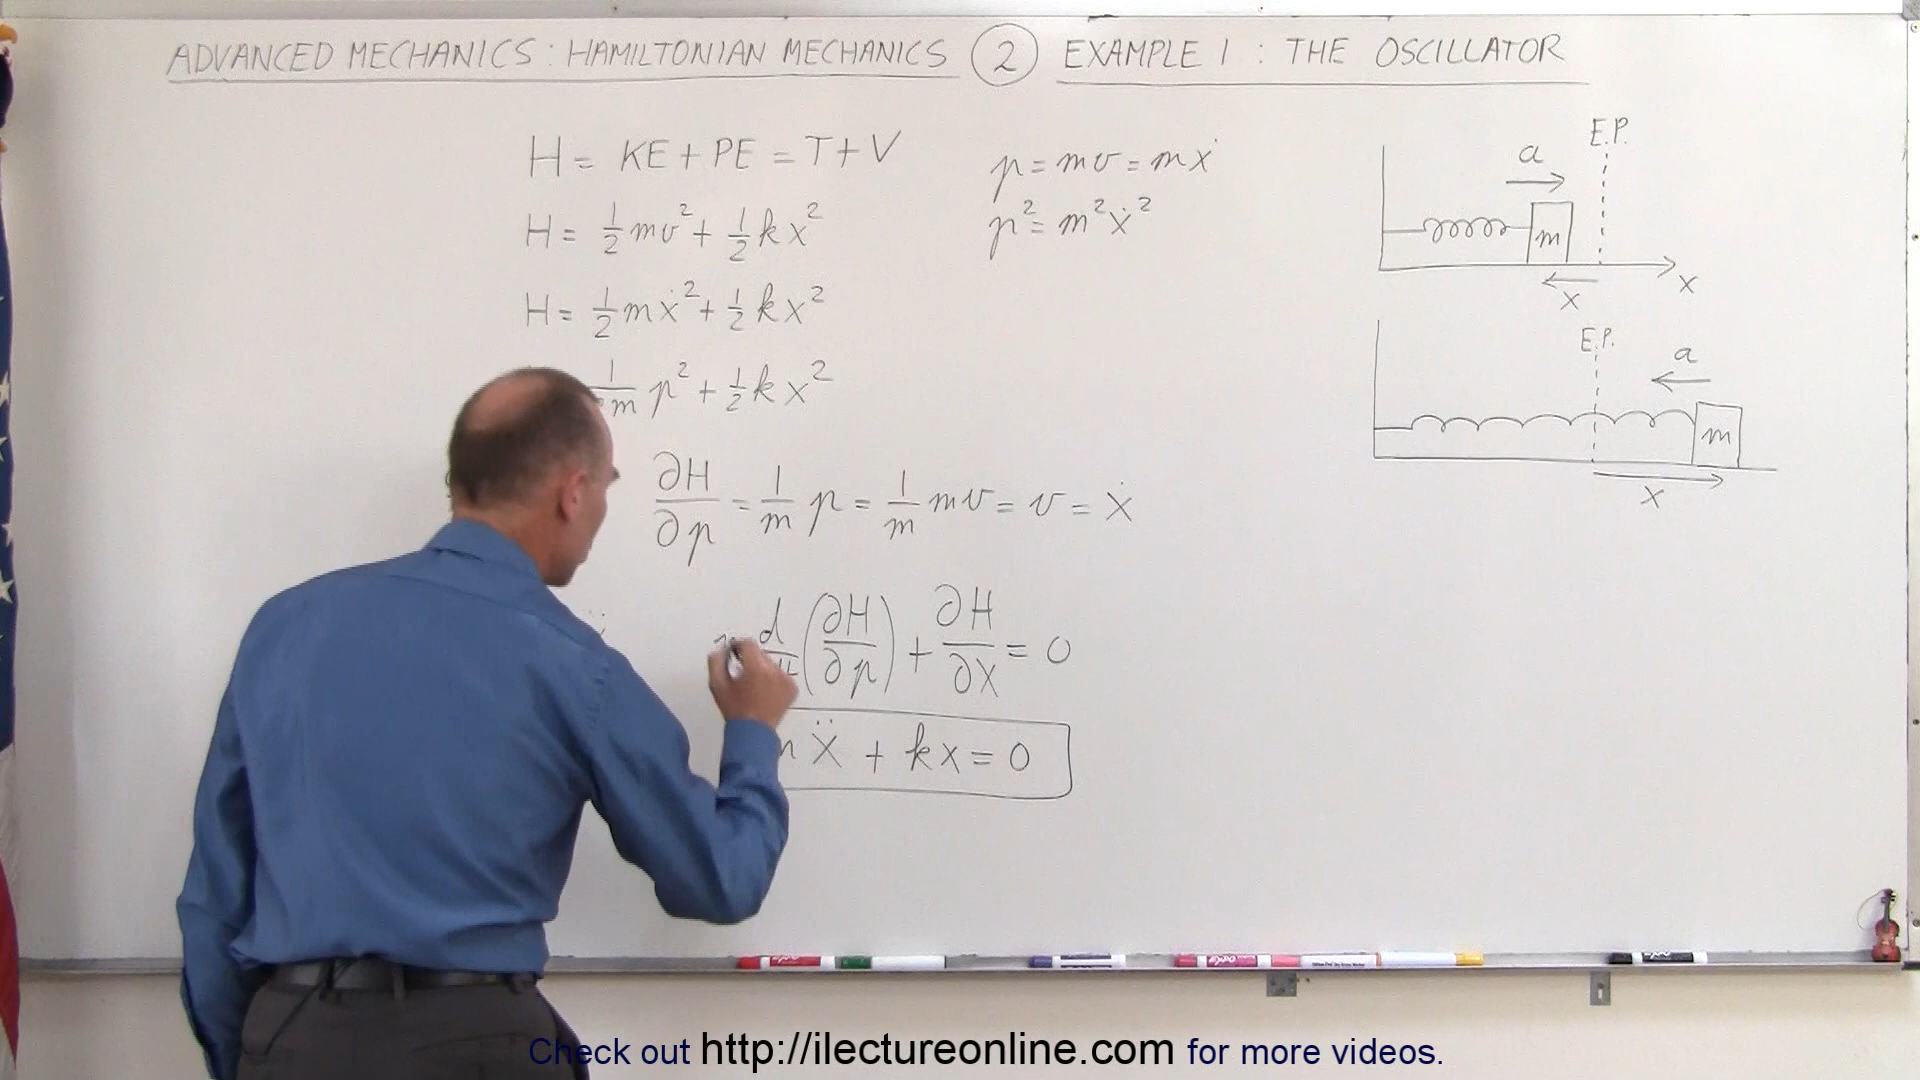 ADVANCED MECHANICS: HAMILTONIAN MECHANICS ② EXAMPLE 1 : THE OSCILLATOR
H = KE + PE = T + V
H = ½mv² + ½kx²
H = ½mẋ² + ½kx²
1/m p² + ½kx²
∂H/∂p = 1/m p = 1/m mv = v = ẋ
d (∂H/∂p) + ∂H/∂x = 0
ẍ + kx = 0
p = mv = mẋ
p² = m²ẋ²
E.P.
a
m
x
x
E.P.
a
m
x
Check out http://ilectureonline.com for more videos.